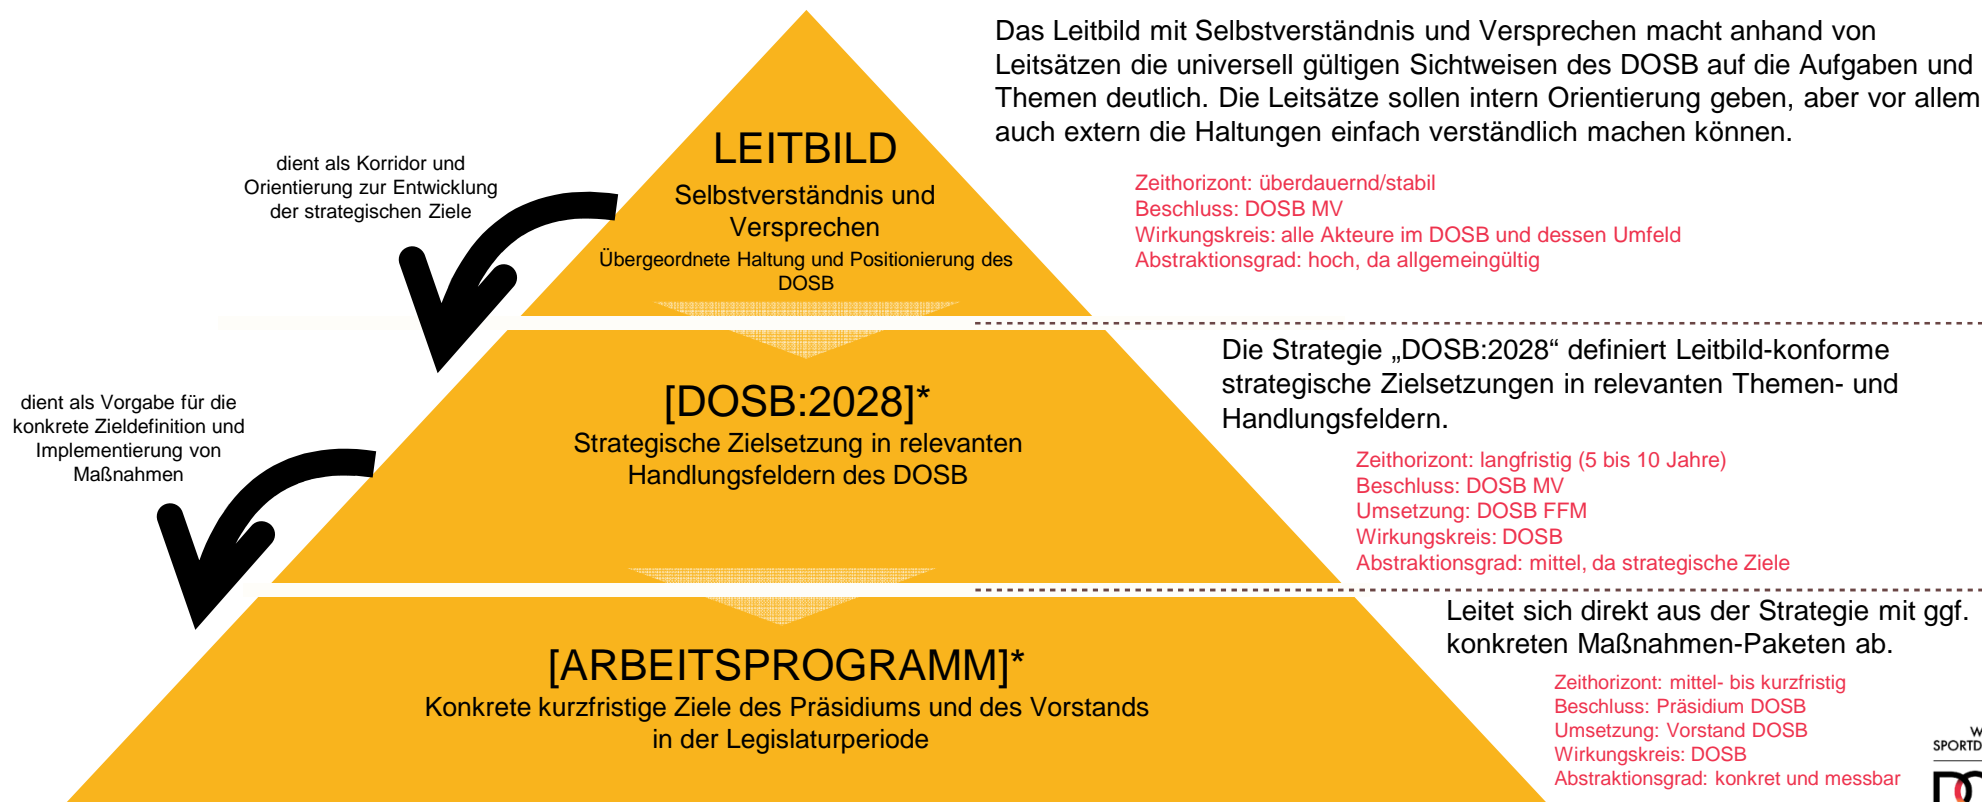 Das Leitbild mit Selbstverständnis und Versprechen macht anhand von
Leitsätzen die universell gültigen Sichtweisen des DOSB auf die Aufgaben und
Themen deutlich. Die Leitsätze sollen intern Orientierung geben, aber vor allem
auch extern die Haltungen einfach verständlich machen können.
Zeithorizont: überdauernd/stabil
Beschluss: DOSB MV
Wirkungskreis: alle Akteure im DOSB und dessen Umfeld
Abstraktionsgrad: hoch, da allgemeingültig
LEITBILD
Selbstverständnis und
Versprechen
Übergeordnete Haltung und Positionierung des
DOSB
dient als Korridor und
Orientierung zur Entwicklung
der strategischen Ziele
Die Strategie „DOSB:2028“ definiert Leitbild-konforme
strategische Zielsetzungen in relevanten Themen- und
Handlungsfeldern.
Zeithorizont: langfristig (5 bis 10 Jahre)
Beschluss: DOSB MV
Umsetzung: DOSB FFM
Wirkungskreis: DOSB
Abstraktionsgrad: mittel, da strategische Ziele
[DOSB:2028]*
Strategische Zielsetzung in relevanten
Handlungsfeldern des DOSB
dient als Vorgabe für die
konkrete Zieldefinition und
Implementierung von
Maßnahmen
Leitet sich direkt aus der Strategie mit ggf.
konkreten Maßnahmen-Paketen ab.
Zeithorizont: mittel- bis kurzfristig
Beschluss: Präsidium DOSB
Umsetzung: Vorstand DOSB
Wirkungskreis: DOSB
Abstraktionsgrad: konkret und messbar
[ARBEITSPROGRAMM]*
Konkrete kurzfristige Ziele des Präsidiums und des Vorstands
in der Legislaturperiode
W
SPORTD